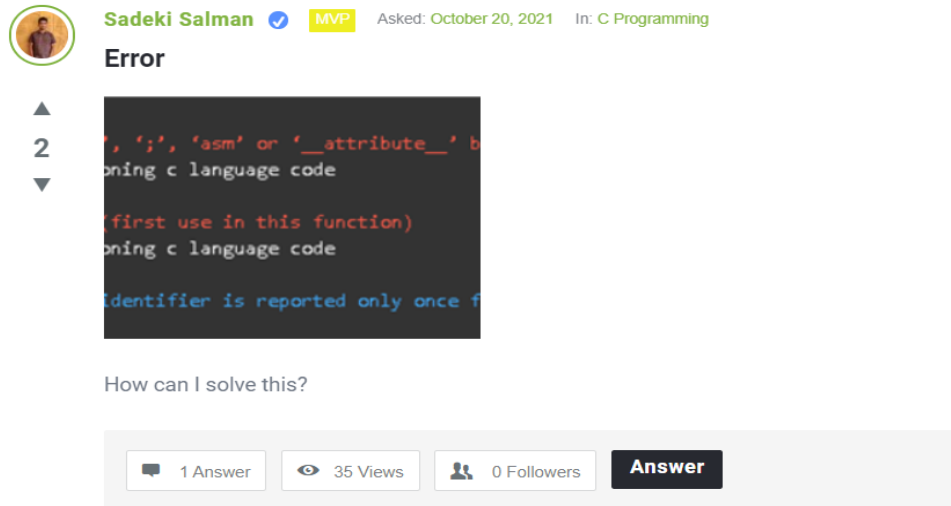 Sadeki Salman MVP Asked: October 20, 2021 In: C Programming
Error
2
', ';', 'asm' or '__attribute__' b
oning c language code
(first use in this function)
oning c language code
identifier is reported only once f
How can I solve this?
1 Answer 35 Views 0 Followers Answer